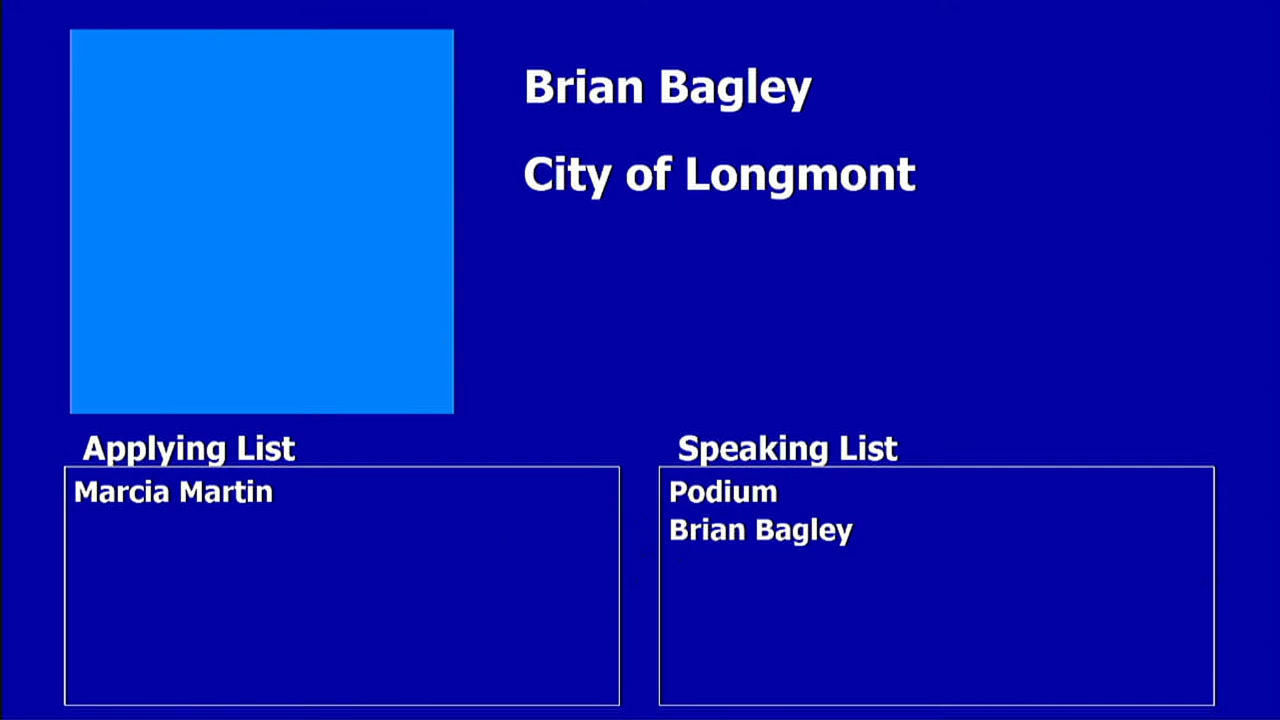 Brian Bagley
City of Longmont
Applying List
Marcia Martin
Speaking List
Podium
Brian Bagley